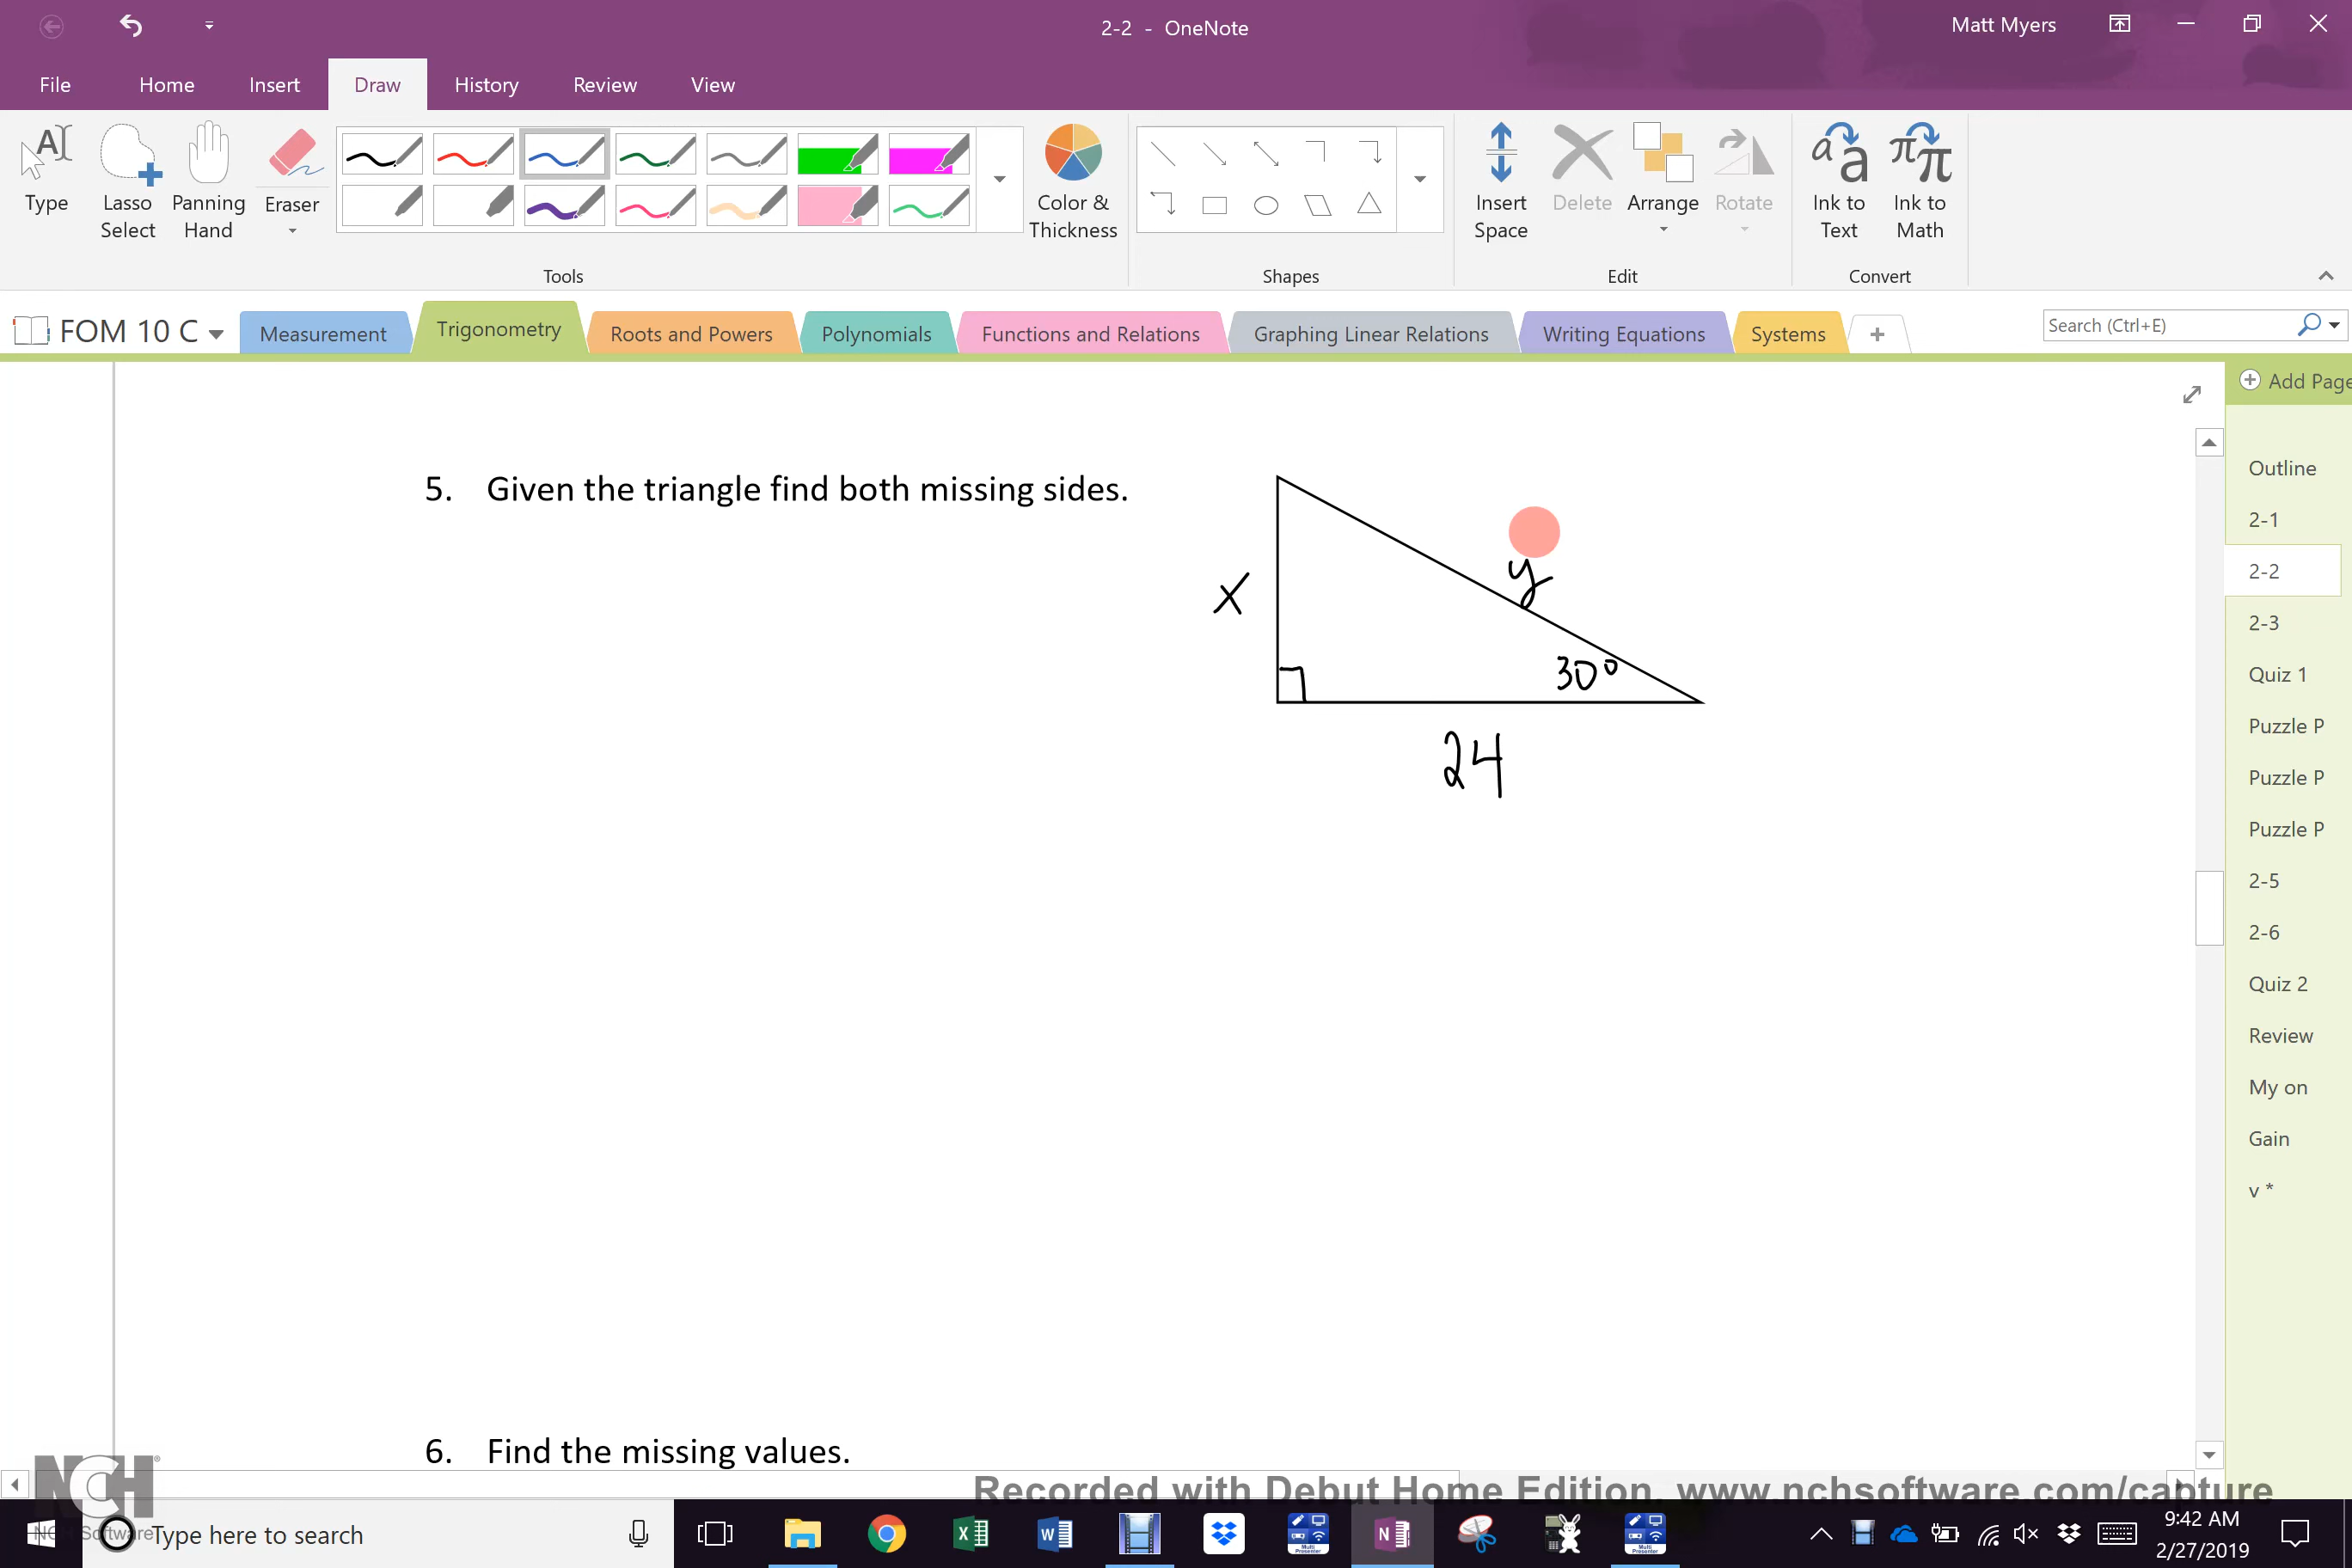 2-2 - OneNote
Matt Myers
File Home Insert Draw History Review View
Type
Lasso Select
Panning Hand
Eraser
Color & Thickness
Insert Space
Delete
Arrange
Rotate
Ink to Text
Ink to Math
Tools
Shapes
Edit
Convert
FOM 10 C
Measurement
Trigonometry
Roots and Powers
Polynomials
Functions and Relations
Graphing Linear Relations
Writing Equations
Systems
Search (Ctrl+E)
Add Page
5. Given the triangle find both missing sides.
x
y
30°
24
6. Find the missing values.
Outline
2-1
2-2
2-3
Quiz 1
Puzzle P
Puzzle P
Puzzle P
2-5
2-6
Quiz 2
Review
My on
Gain
v *
NCH
NCH Software
Recorded with Debut Home Edition. www.nchsoftware.com/capture
Type here to search
9:42 AM
2/27/2019